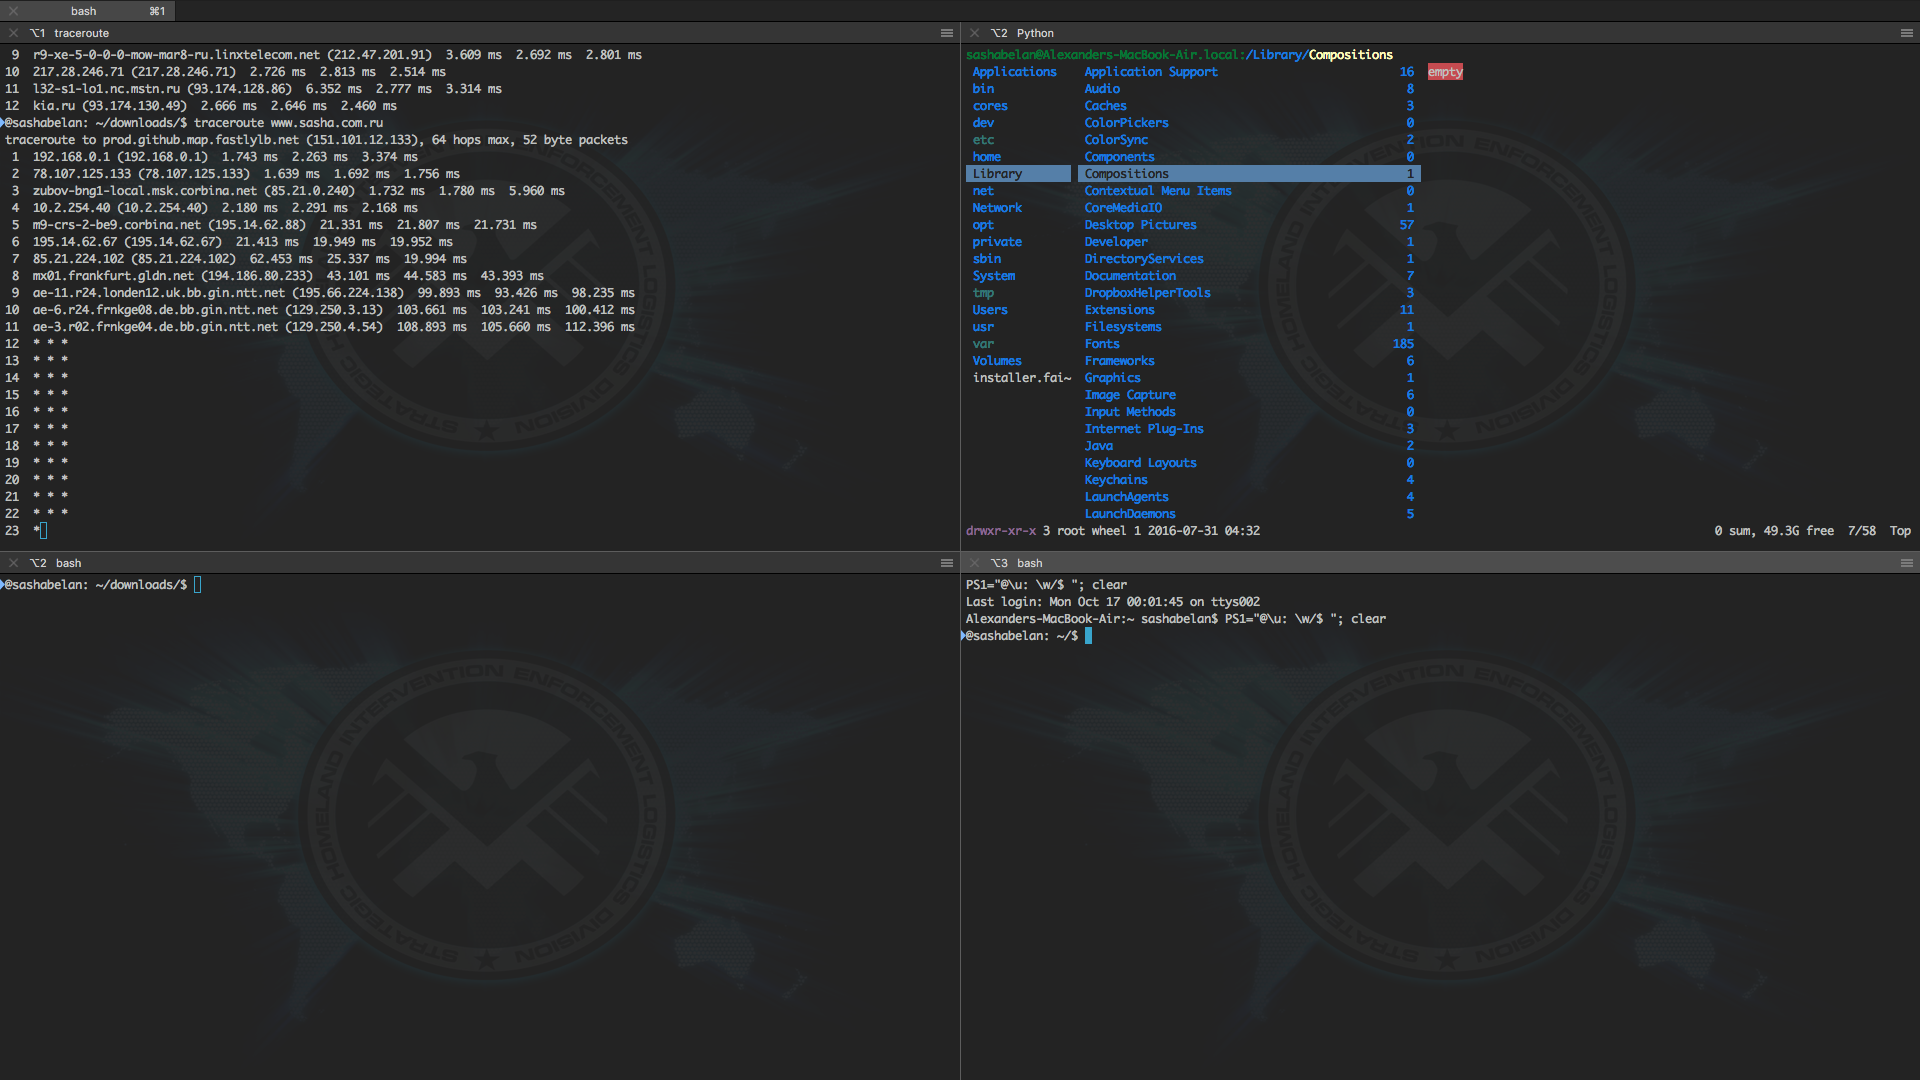 bash ⌘1
⌥1 traceroute
9 r9-xe-5-0-0-0-mow-mar8-ru.linxtelecom.net (212.47.201.91) 3.609 ms 2.692 ms 2.801 ms
10 217.28.246.71 (217.28.246.71) 2.726 ms 2.813 ms 2.514 ms
11 l32-s1-lo1.nc.mstn.ru (93.174.128.86) 6.352 ms 2.777 ms 3.314 ms
12 kia.ru (93.174.130.49) 2.666 ms 2.646 ms 2.460 ms
@sashabelan: ~/downloads/$ traceroute www.sasha.com.ru
traceroute to prod.github.map.fastlylb.net (151.101.12.133), 64 hops max, 52 byte packets
1 192.168.0.1 (192.168.0.1) 1.743 ms 2.263 ms 3.374 ms
2 78.107.125.133 (78.107.125.133) 1.639 ms 1.692 ms 1.756 ms
3 zubov-bng1-local.msk.corbina.net (85.21.0.240) 1.732 ms 1.780 ms 5.960 ms
4 10.2.254.40 (10.2.254.40) 2.180 ms 2.291 ms 2.168 ms
5 m9-crs-2-be9.corbina.net (195.14.62.88) 21.331 ms 21.807 ms 21.731 ms
6 195.14.62.67 (195.14.62.67) 21.413 ms 19.949 ms 19.952 ms
7 85.21.224.102 (85.21.224.102) 62.453 ms 25.337 ms 19.994 ms
8 mx01.frankfurt.gldn.net (194.186.80.233) 43.101 ms 44.583 ms 43.393 ms
9 ae-11.r24.londen12.uk.bb.gin.ntt.net (195.66.224.138) 99.893 ms 93.426 ms 98.235 ms
10 ae-6.r24.frnkge08.de.bb.gin.ntt.net (129.250.3.13) 103.661 ms 103.241 ms 100.412 ms
11 ae-3.r02.frnkge04.de.bb.gin.ntt.net (129.250.4.54) 108.893 ms 105.660 ms 112.396 ms
12 * * *
13 * * *
14 * * *
15 * * *
16 * * *
17 * * *
18 * * *
19 * * *
20 * * *
21 * * *
22 * * *
23 *
⌥2 Python
sashabelan@Alexanders-MacBook-Air.local:/Library/Compositions
Applications Application Support 16 empty
bin Audio 8
cores Caches 3
dev ColorPickers 0
etc ColorSync 2
home Components 0
Library Compositions 1
net Contextual Menu Items 0
Network CoreMediaIO 1
opt Desktop Pictures 57
private Developer 1
sbin DirectoryServices 1
System Documentation 7
tmp DropboxHelperTools 3
Users Extensions 11
usr Filesystems 1
var Fonts 185
Volumes Frameworks 6
installer.fai~ Graphics 1
Image Capture 6
Input Methods 0
Internet Plug-Ins 3
Java 2
Keyboard Layouts 0
Keychains 4
LaunchAgents 4
LaunchDaemons 5
drwxr-xr-x 3 root wheel 1 2016-07-31 04:32 0 sum, 49.3G free 7/58 Top
⌥2 bash
@sashabelan: ~/downloads/$
STRATEGIC HOMELAND INTERVENTION ENFORCEMENT LOGISTICS DIVISION
⌥3 bash
PS1="@\u: \w/$ "; clear
Last login: Mon Oct 17 00:01:45 on ttys002
Alexanders-MacBook-Air:~ sashabelan$ PS1="@\u: \w/$ "; clear
@sashabelan: ~/$
STRATEGIC HOMELAND INTERVENTION ENFORCEMENT LOGISTICS DIVISION